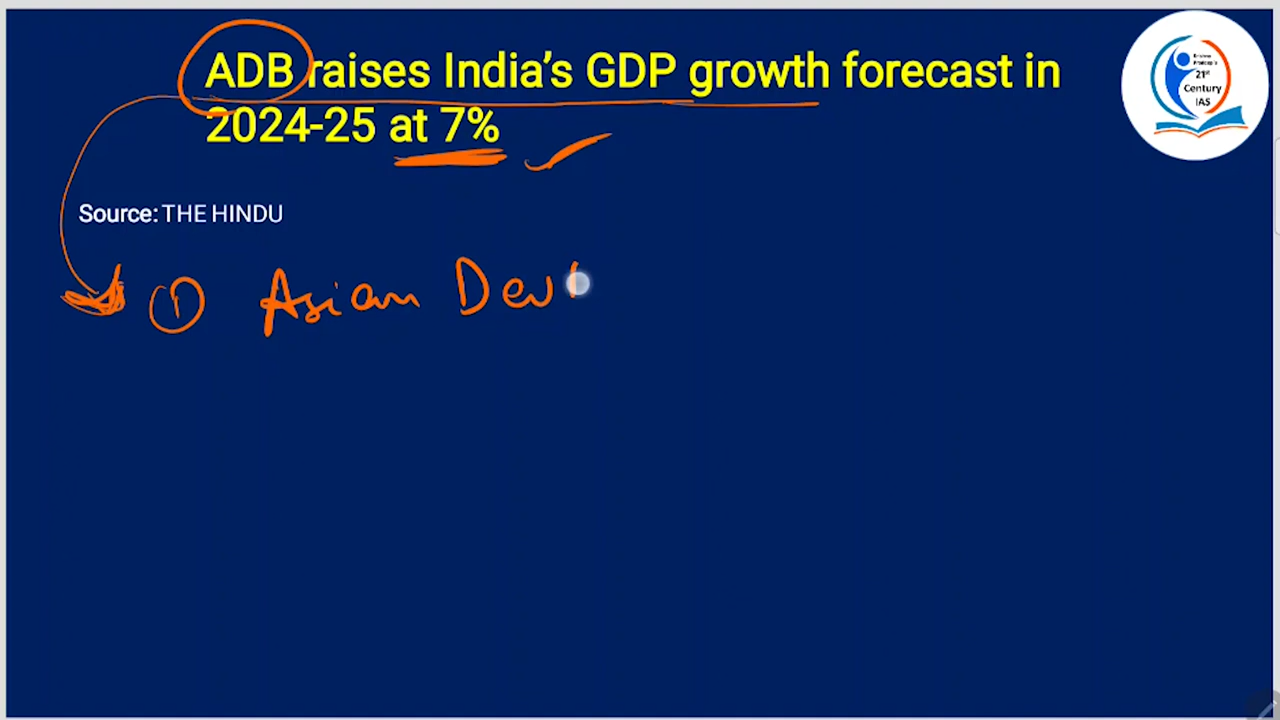 ADB raises India's GDP growth forecast in
2024-25 at 7%
Source: THE HINDU
① Asian Dev
21st
Century
IAS